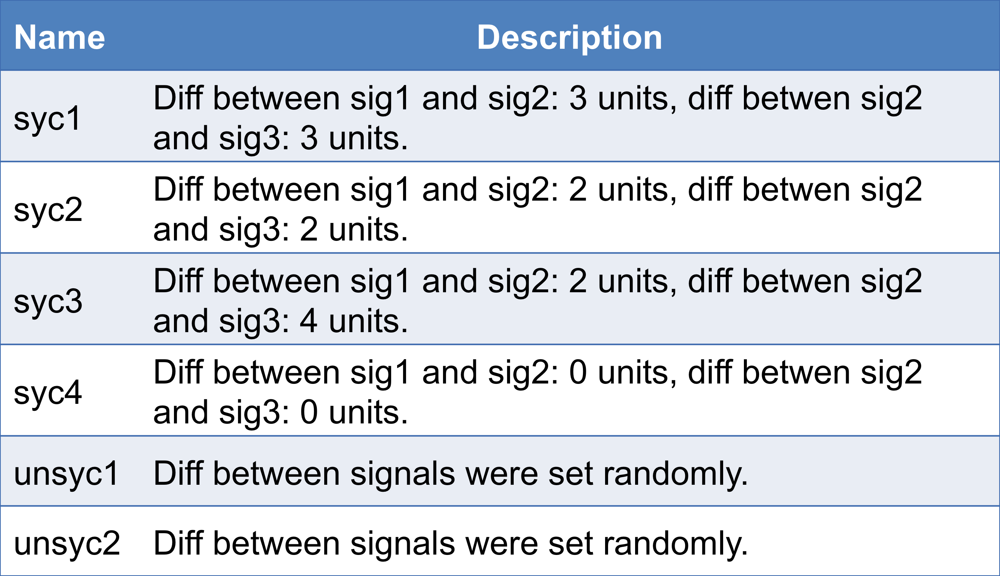 Name Description
syc1 Diff between sig1 and sig2: 3 units, diff betwen sig2
and sig3: 3 units.
syc2 Diff between sig1 and sig2: 2 units, diff betwen sig2
and sig3: 2 units.
syc3 Diff between sig1 and sig2: 2 units, diff betwen sig2
and sig3: 4 units.
syc4 Diff between sig1 and sig2: 0 units, diff betwen sig2
and sig3: 0 units.
unsyc1 Diff between signals were set randomly.
unsyc2 Diff between signals were set randomly.